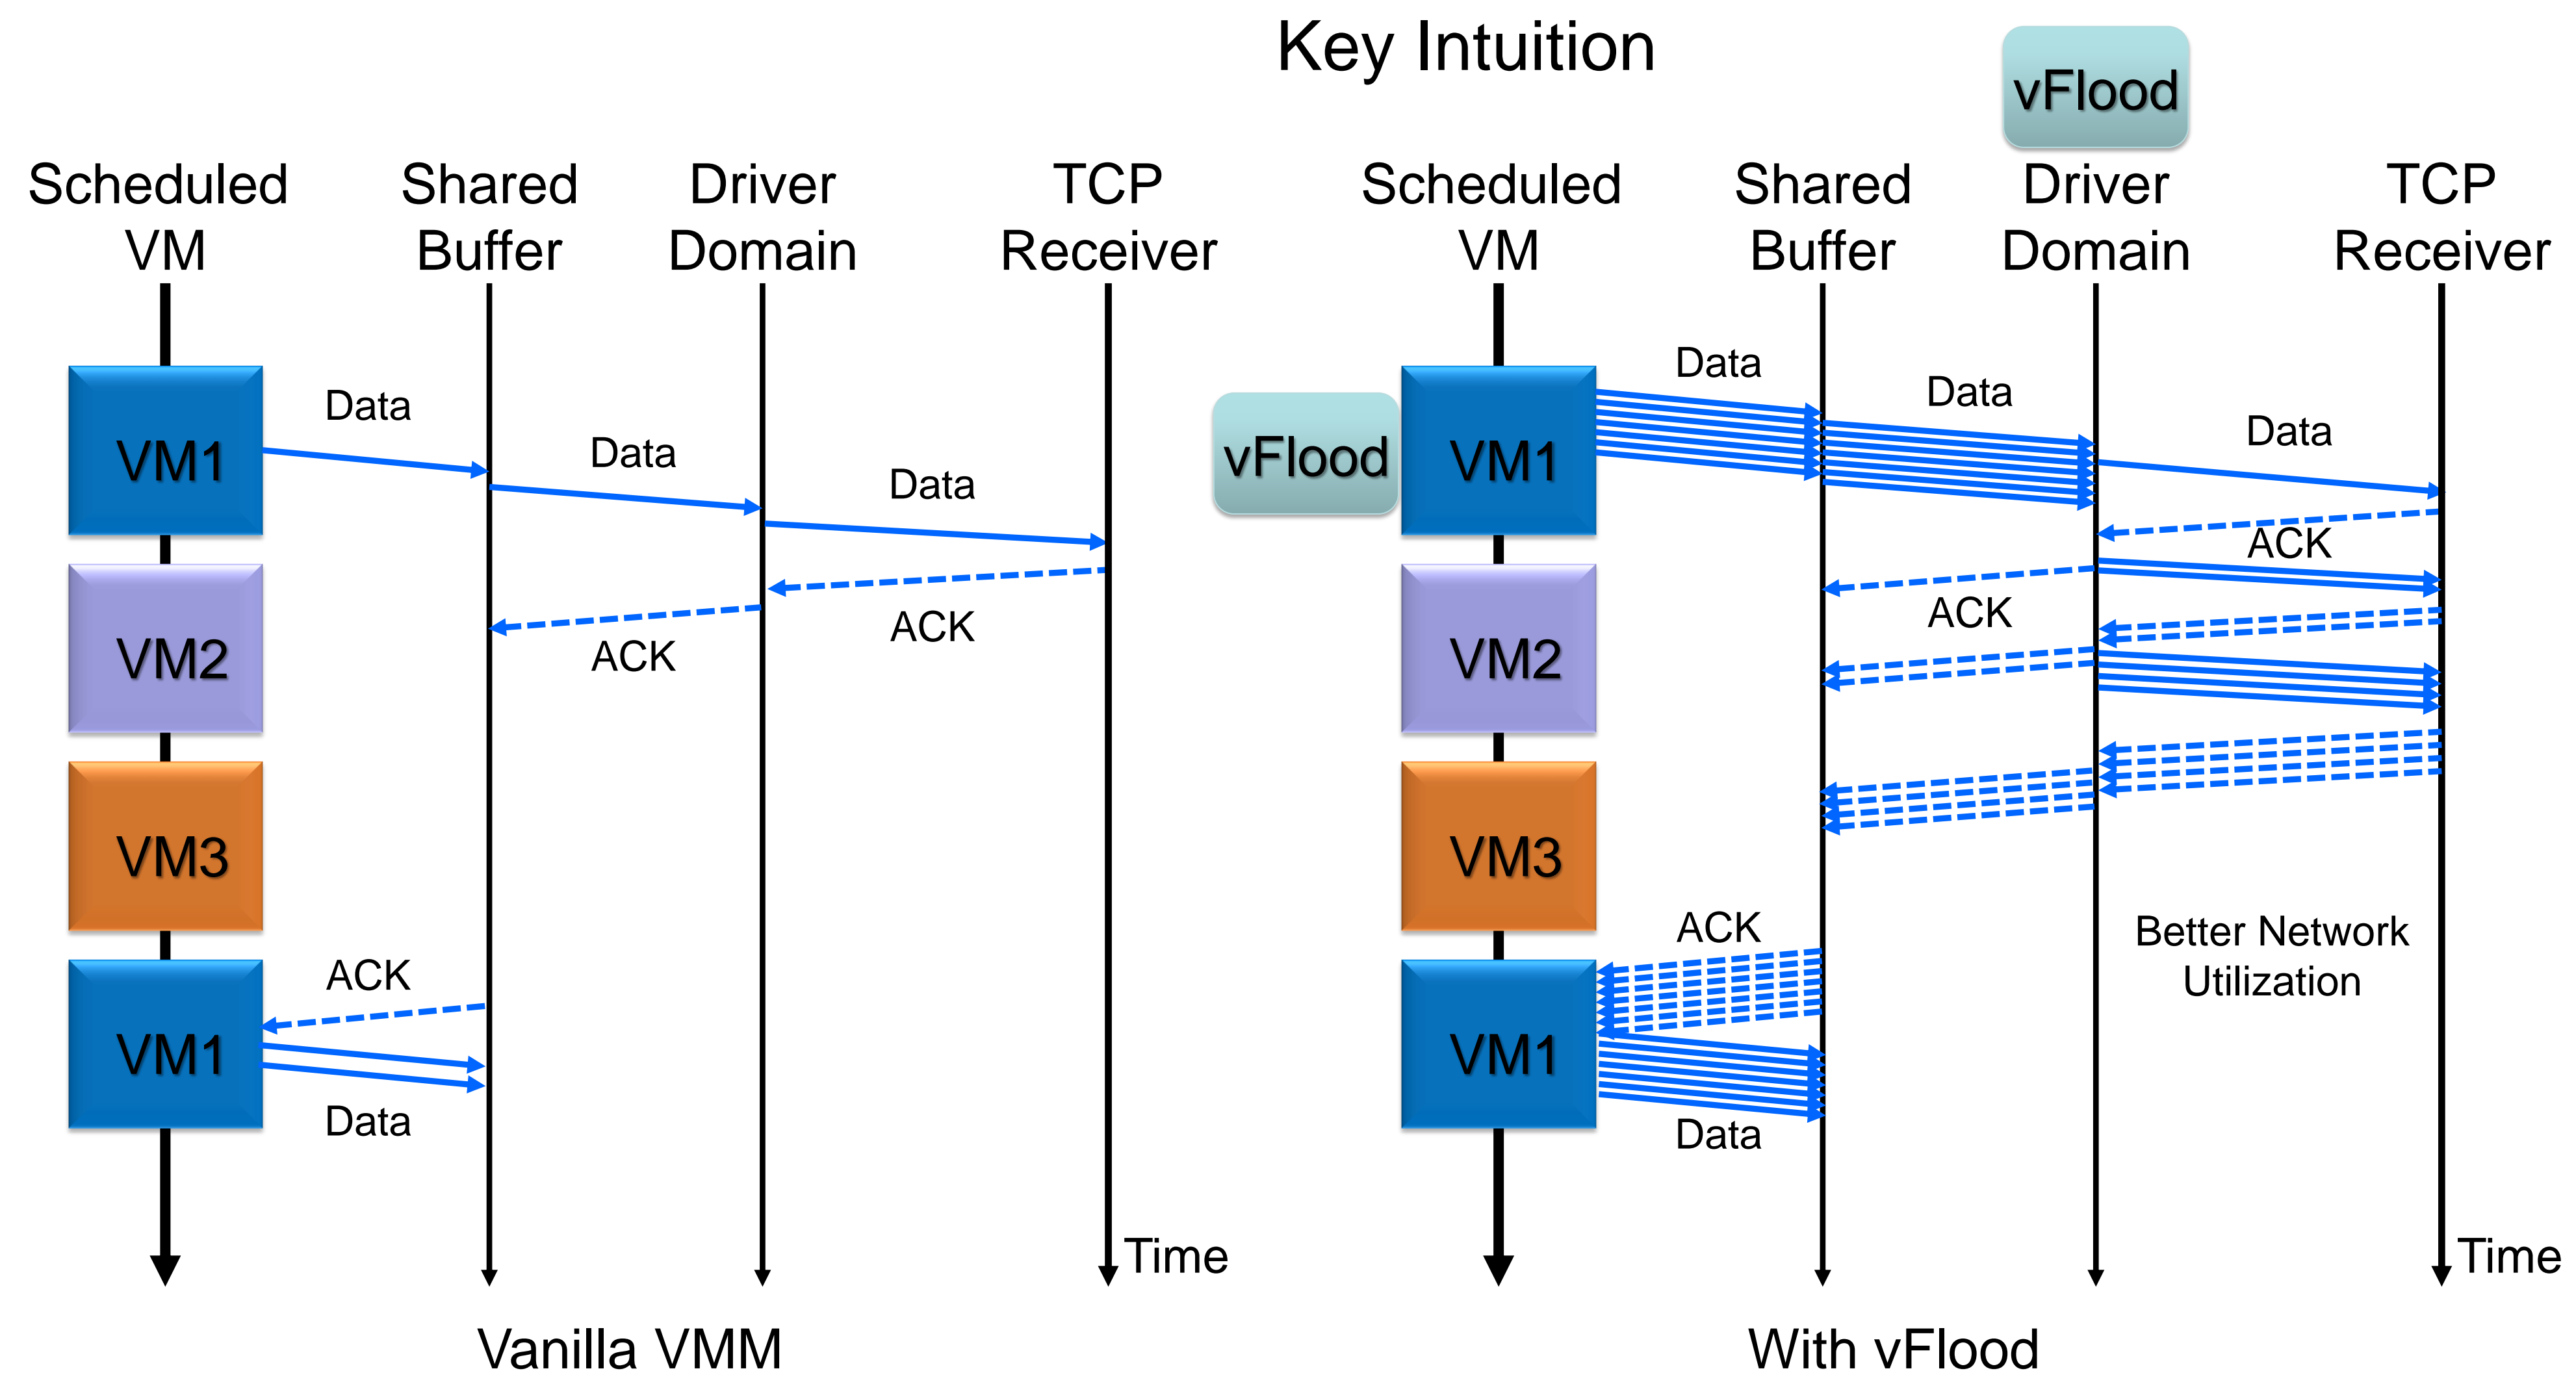 Key Intuition
vFlood
Scheduled
VM
Shared
Buffer
Driver
Domain
TCP
Receiver
VM1
VM2
VM3
VM1
Data
Data
Data
ACK
ACK
ACK
Data
Time
Vanilla VMM
Scheduled
VM
Shared
Buffer
Driver
Domain
TCP
Receiver
vFlood
VM1
VM2
VM3
VM1
Data
Data
Data
ACK
ACK
ACK
Data
Better Network
Utilization
Time
With vFlood